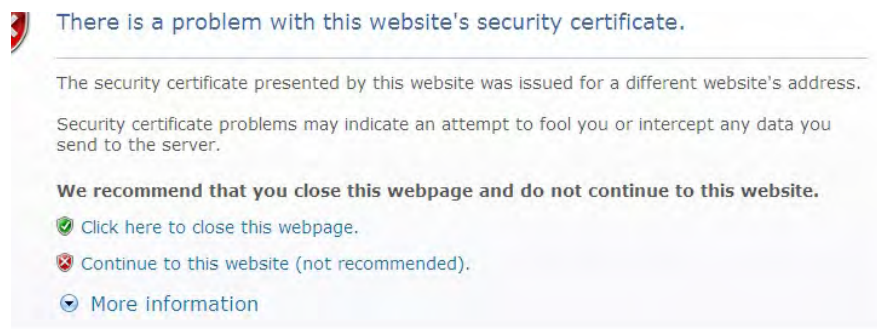 There is a problem with this website's security certificate.
The security certificate presented by this website was issued for a different website's address.
Security certificate problems may indicate an attempt to fool you or intercept any data you
send to the server.
We recommend that you close this webpage and do not continue to this website.
Click here to close this webpage.
Continue to this website (not recommended).
More information